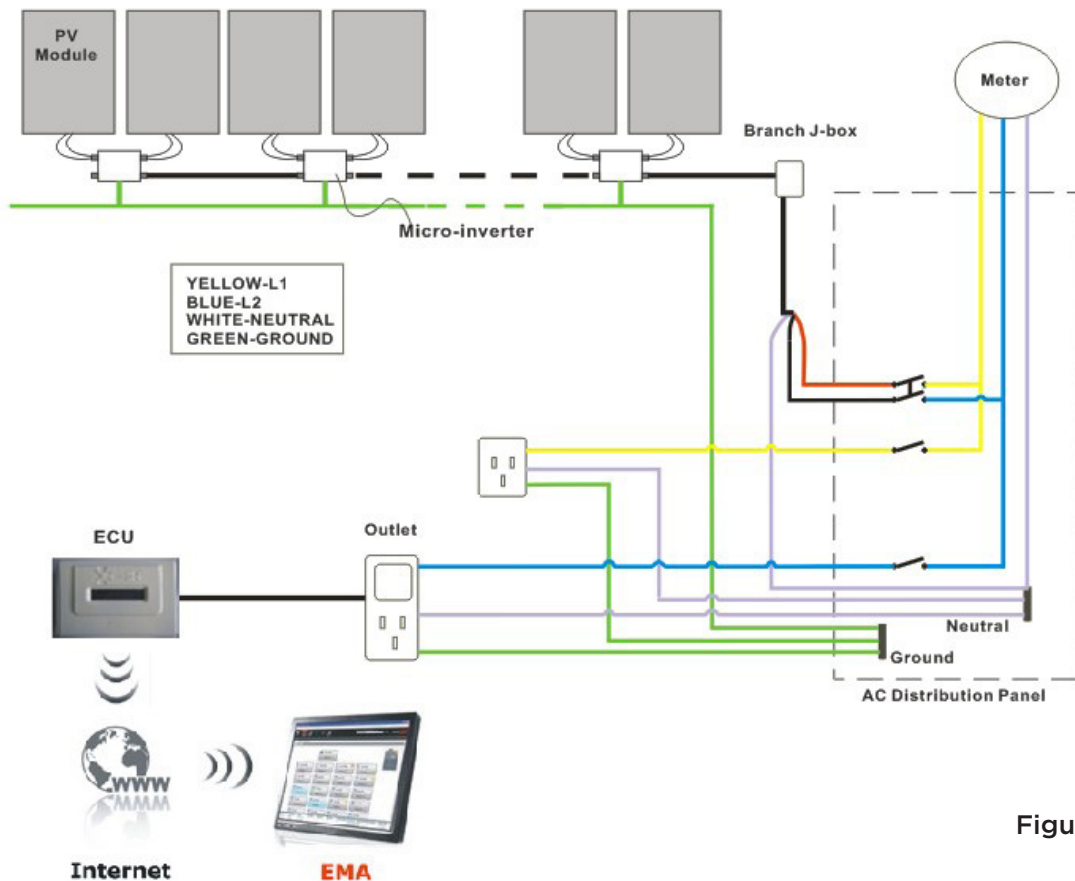 PV
Module
Meter
Branch J-box
Micro-inverter
YELLOW-L1
BLUE-L2
WHITE-NEUTRAL
GREEN-GROUND
ECU
Outlet
Neutral
Ground
AC Distribution Panel
WWW
Figu
Internet
EMA